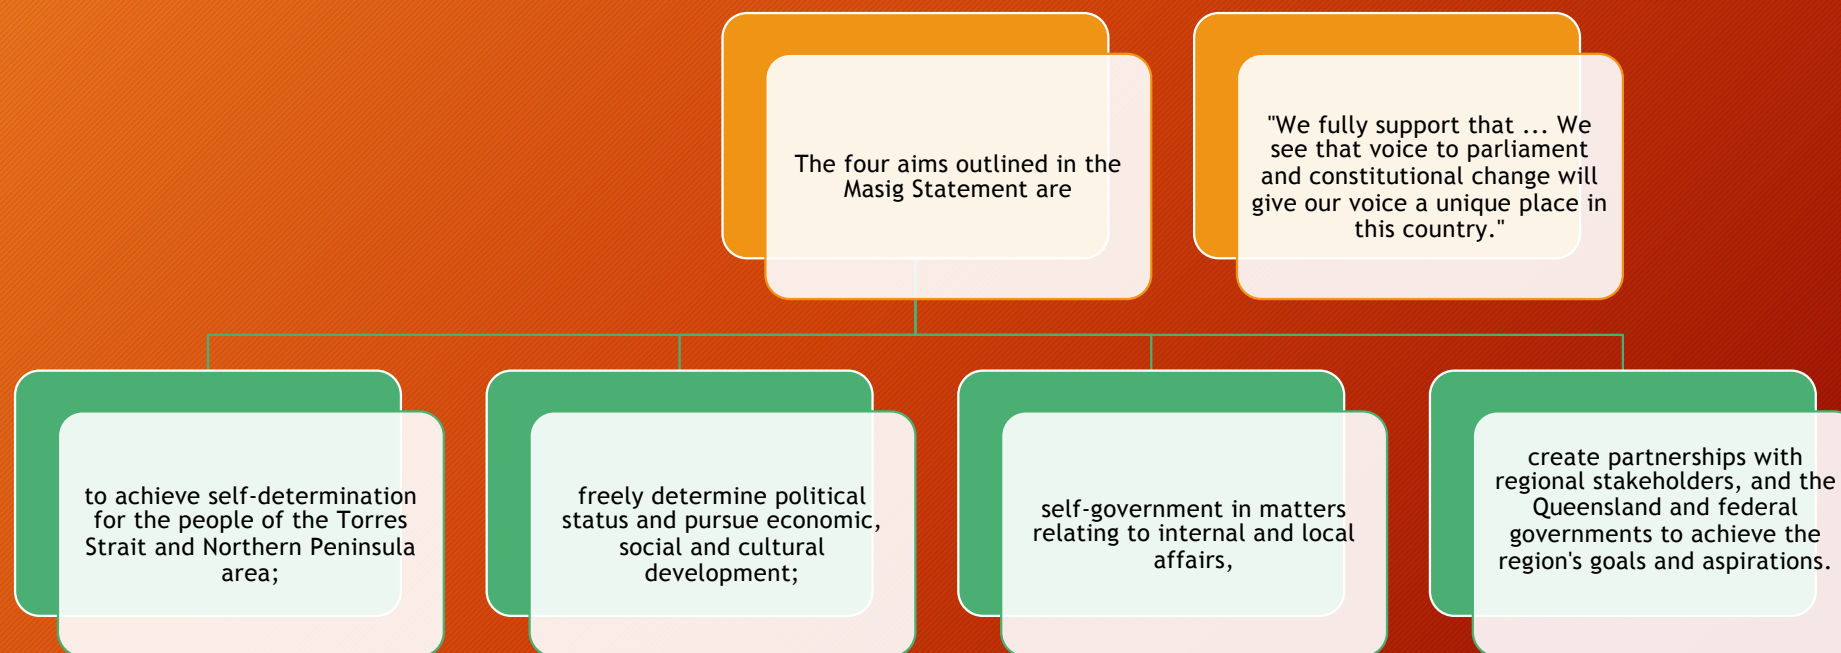 The four aims outlined in the
Masig Statement are
"We fully support that ... We
see that voice to parliament
and constitutional change will
give our voice a unique place in
this country."
to achieve self-determination
for the people of the Torres
Strait and Northern Peninsula
area;
freely determine political
status and pursue economic,
social and cultural
development;
self-government in matters
relating to internal and local
affairs,
create partnerships with
regional stakeholders, and the
Queensland and federal
governments to achieve the
region's goals and aspirations.